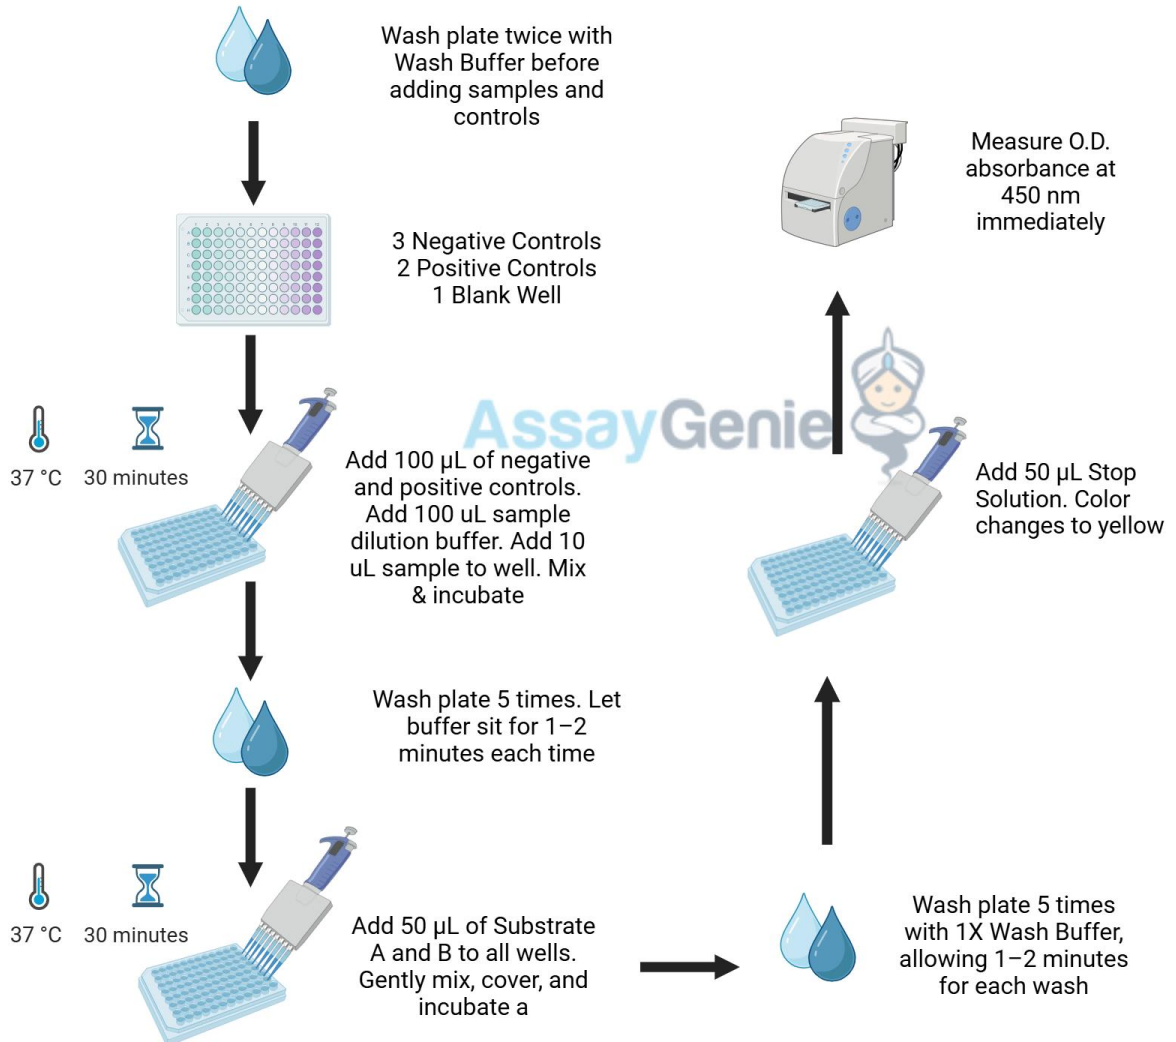 Wash plate twice with
Wash Buffer before
adding samples and
controls
3 Negative Controls
2 Positive Controls
1 Blank Well
37 °C
30 minutes
Add 100 µL of negative
and positive controls.
Add 100 uL sample
dilution buffer. Add 10
uL sample to well. Mix
& incubate
Wash plate 5 times. Let
buffer sit for 1–2
minutes each time
37 °C
30 minutes
Add 50 µL of Substrate
A and B to all wells.
Gently mix, cover, and
incubate a
Wash plate 5 times
with 1X Wash Buffer,
allowing 1–2 minutes
for each wash
Add 50 µL Stop
Solution. Color
changes to yellow
Measure O.D.
absorbance at
450 nm
immediately
AssayGenie